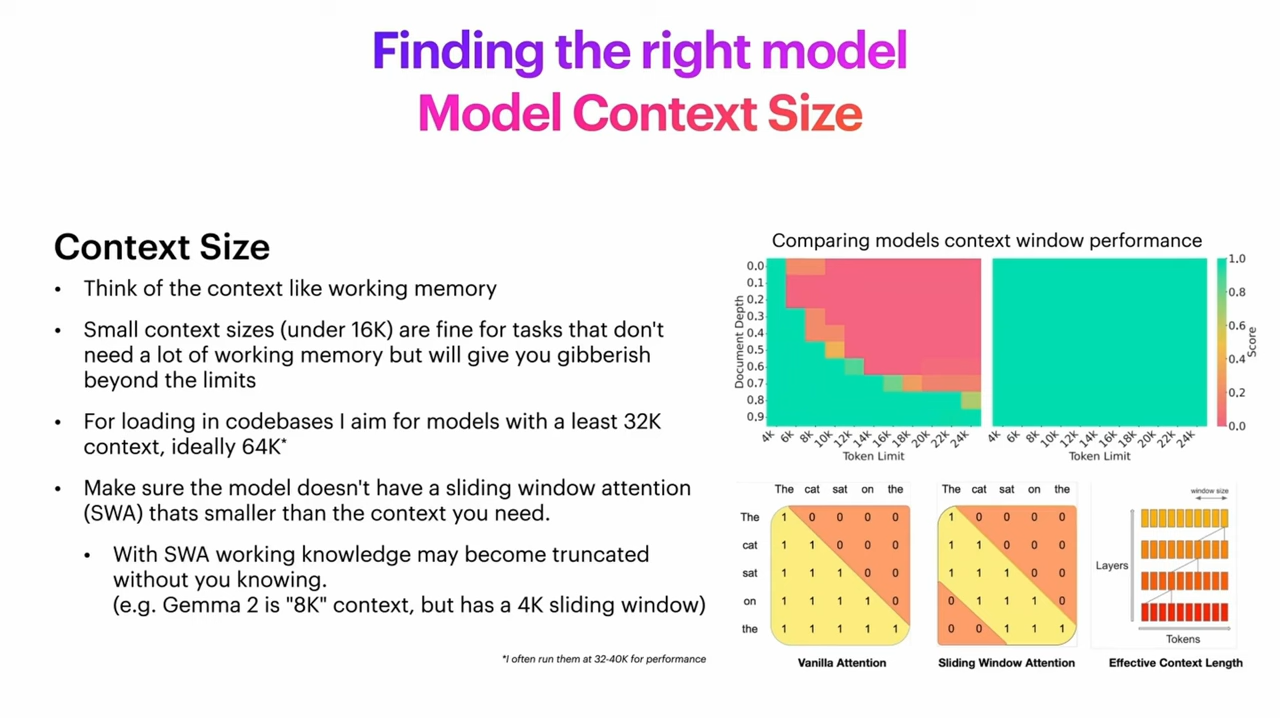 Finding the right model
Model Context Size
Context Size
• Think of the context like working memory
• Small context sizes (under 16K) are fine for tasks that don't
need a lot of working memory but will give you gibberish
beyond the limits
• For loading in codebases I aim for models with a least 32K
context, ideally 64K*
• Make sure the model doesn't have a sliding window attention
(SWA) thats smaller than the context you need.
• With SWA working knowledge may become truncated
without you knowing.
(e.g. Gemma 2 is "8K" context, but has a 4K sliding window)
*I often run them at 32-40K for performance
Comparing models context window performance
Document Depth
0.0
0.1
0.2
0.3
0.4
0.5
0.6
0.7
0.8
0.9
4k 6k 8k 10k 12k 14k 16k 18k 20k 22k 24k
Token Limit
4k 6k 8k 10k 12k 14k 16k 18k 20k 22k 24k
Token Limit
1.0
0.8
0.6
0.4
0.2
0.0
Score
The cat sat on the
The 1 0 0 0 0
cat 1 1 0 0 0
sat 1 1 1 0 0
on 1 1 1 1 0
the 1 1 1 1 1
Vanilla Attention
The cat sat on the
1 0 0 0 0
1 1 0 0 0
1 1 1 0 0
0 1 1 1 0
0 0 1 1 1
Sliding Window Attention
window size
Layers
Tokens
Effective Context Length